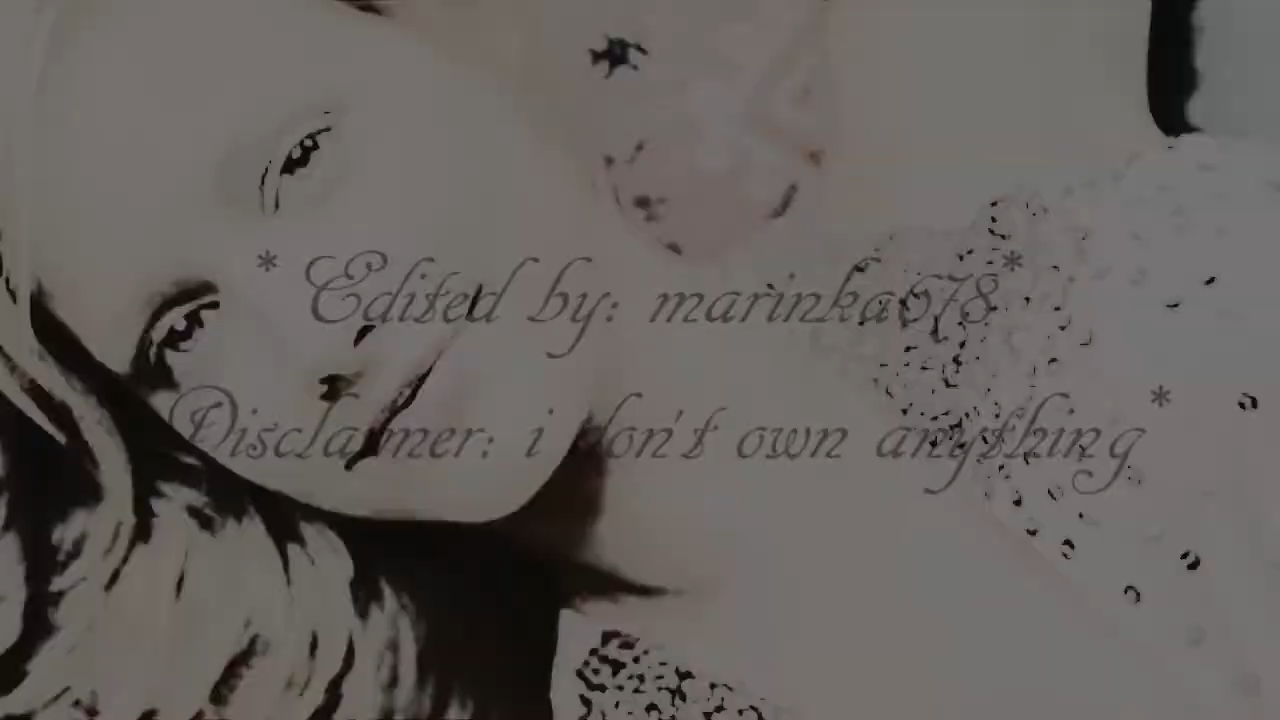 * Edited by: marinka678 *
Disclaimer: i don't own anything *